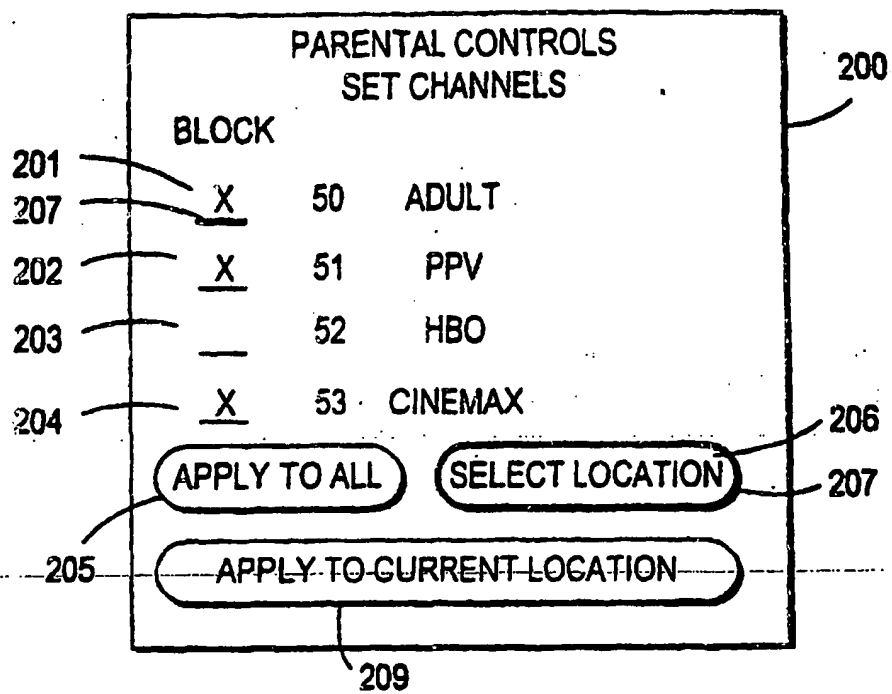 PARENTAL CONTROLS
SET CHANNELS
200
BLOCK
201
207
X 50 ADULT
202 X 51 PPV
203 52 HBO
204 X 53 CINEMAX
206
APPLY TO ALL SELECT LOCATION
207
205
APPLY TO CURRENT LOCATION
209